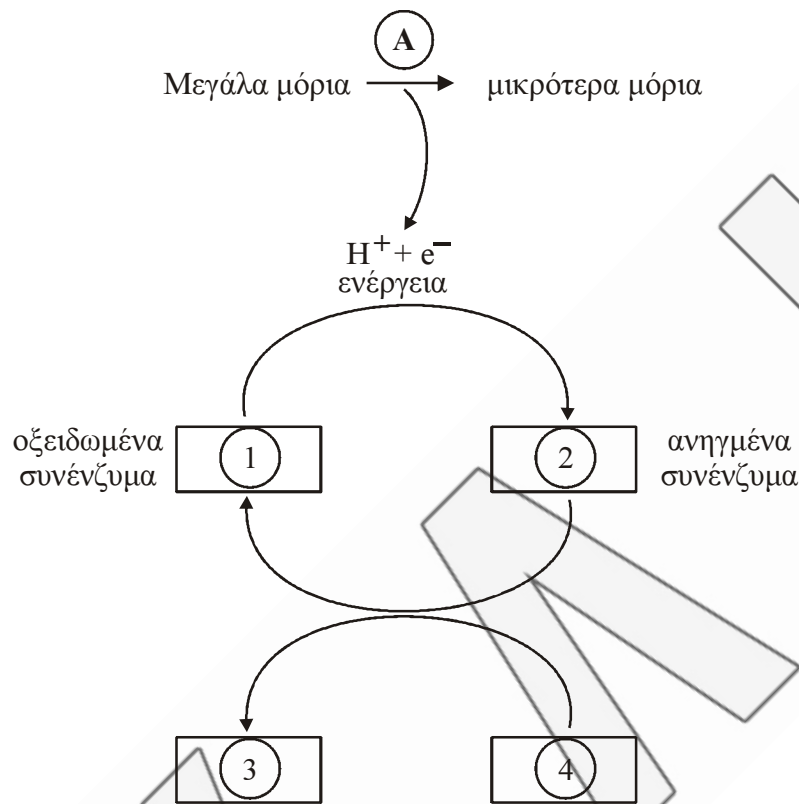 A
Μεγάλα μόρια μικρότερα μόρια
H⁺ + e⁻
ενέργεια
οξειδωμένα
συνένζυμα
1
2
ανηγμένα
συνένζυμα
3
4